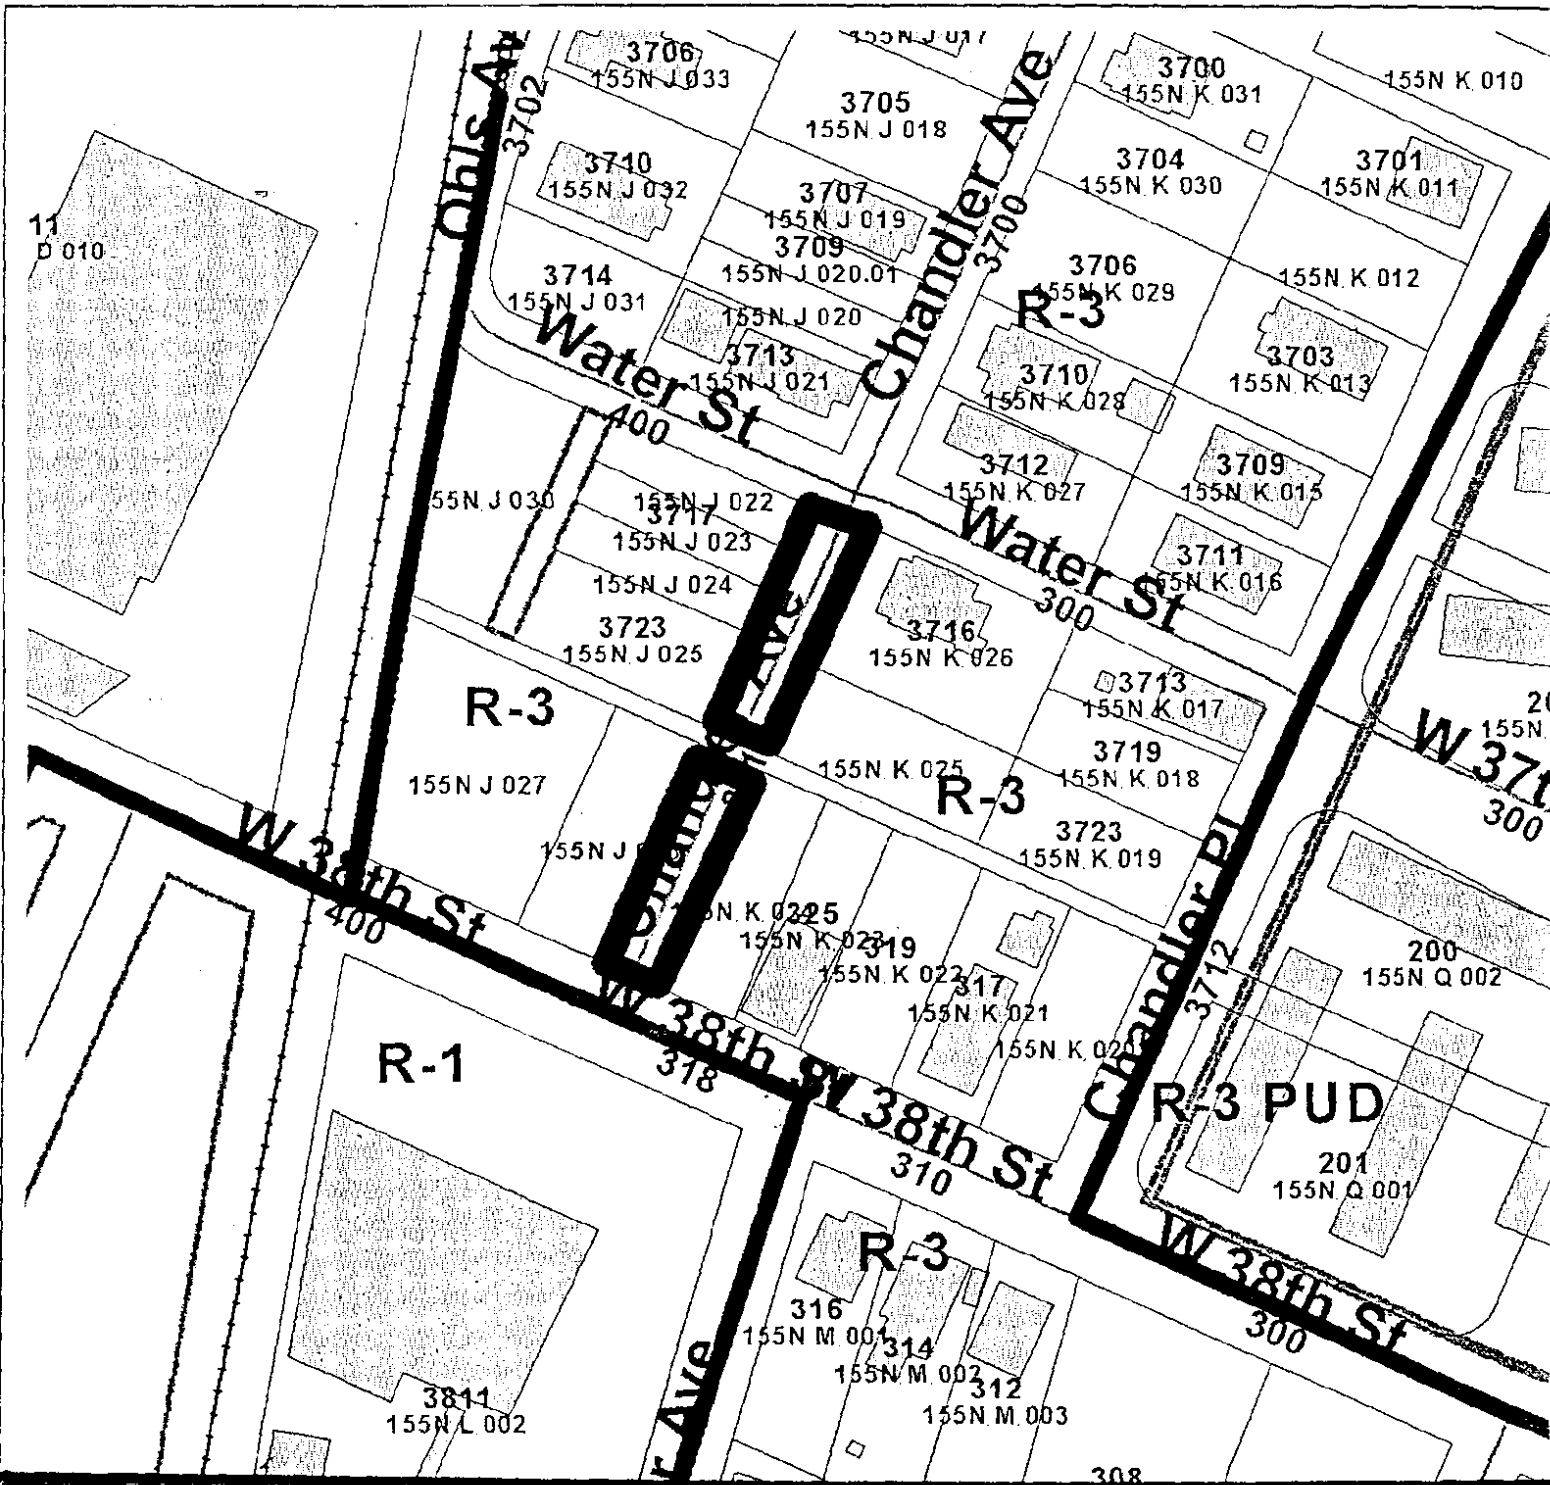 155N J 017
3706
155N J 033
3700
155N K 031
155N K 010
3705
155N J 018
Chandler Ave
3700
3702
3710
155N J 032
3704
155N K 030
3701
155N K 011
3707
155N J 019
11
D 010
3709
155N J 020.01
3714
155N J 031
3706
155N K 029
155N K 012
R-3
155N J 020
Water St
400
3713
155N J 021
3710
155N K 028
3703
155N K 013
3712
155N K 027
3709
155N K 015
55N J 030
155N J 022
3717
155N J 023
Water St
300
3711
155N K 016
155N J 024
3723
155N J 025
Ave
3716
155N K 026
3713
155N K 017
R-3
155N
W 37t
300
3719
155N K 018
155N J 027
155N K 025
R-3
3723
155N K 019
155N J
W 38th St
400
325
155N K 023
319
155N K 022
317
155N K 021
155N K 020
Chandler Pl
3712
200
155N Q 002
W 38th St
318
R-1
R-3 PUD
W 38th St
310
201
155N Q 001
R-3
W 38th St
300
316
155N M 001
314
155N M 002
312
155N M 003
3811
155N L 002
r Ave
308